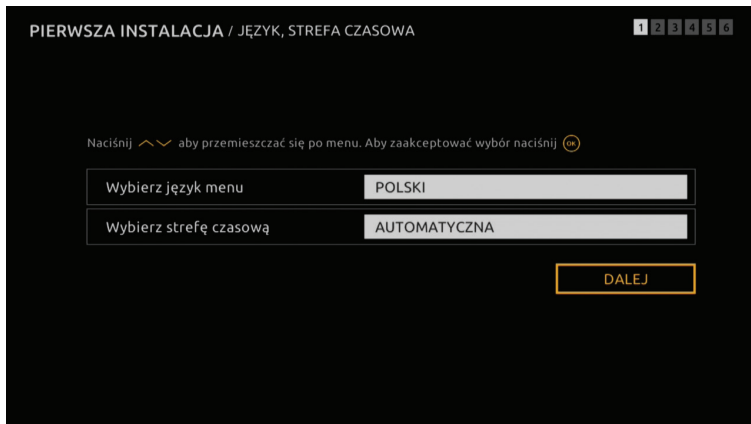 PIERWSZA INSTALACJA / JĘZYK, STREFA CZASOWA
1 2 3 4 5 6
Naciśnij aby przemieszczać się po menu. Aby zaakceptować wybór naciśnij OK
Wybierz język menu POLSKI
Wybierz strefę czasową AUTOMATYCZNA
DALEJ